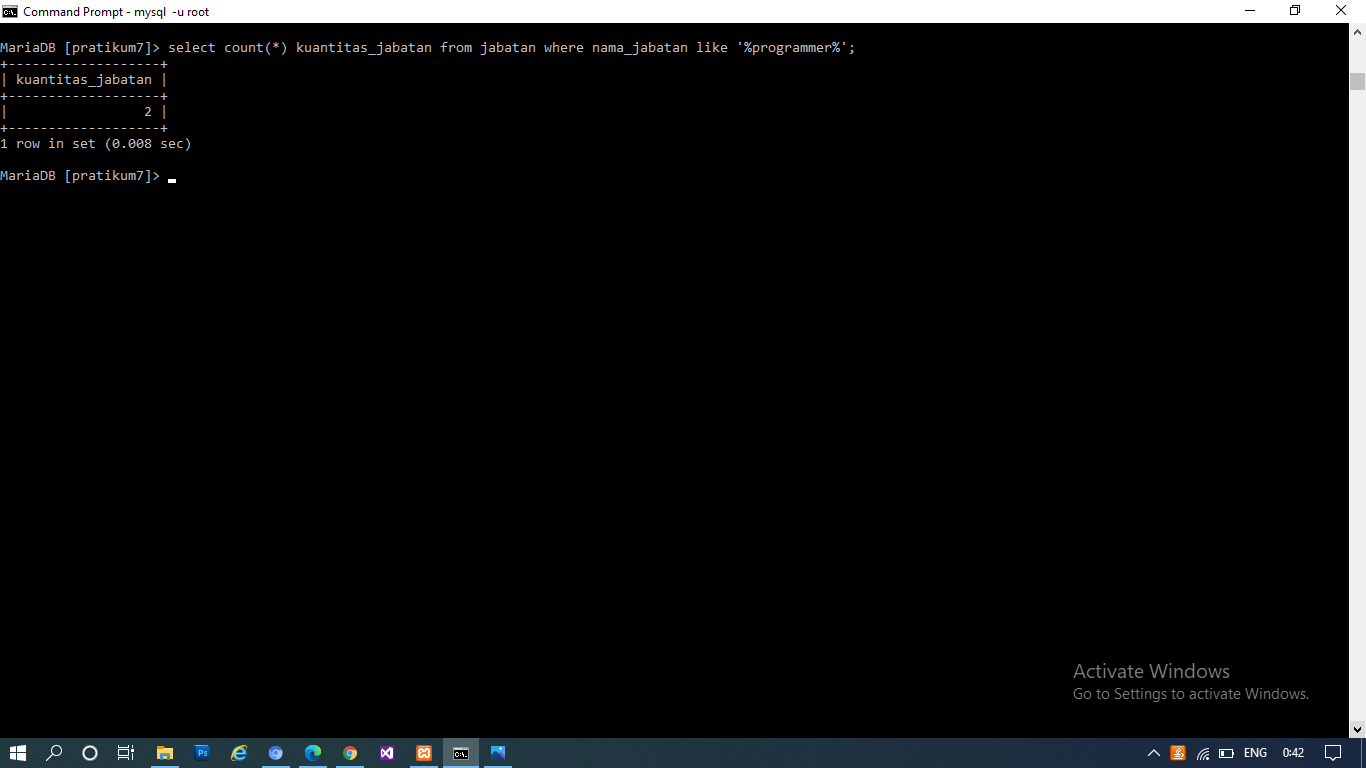 Command Prompt - mysql  -u root
MariaDB [pratikum7]> select count(*) kuantitas_jabatan from jabatan where nama_jabatan like '%programmer%';
+-------------------+
| kuantitas_jabatan |
+-------------------+
|                 2 |
+-------------------+
1 row in set (0.008 sec)
MariaDB [pratikum7]>
Activate Windows
Go to Settings to activate Windows.
Ps
ENG
0:42